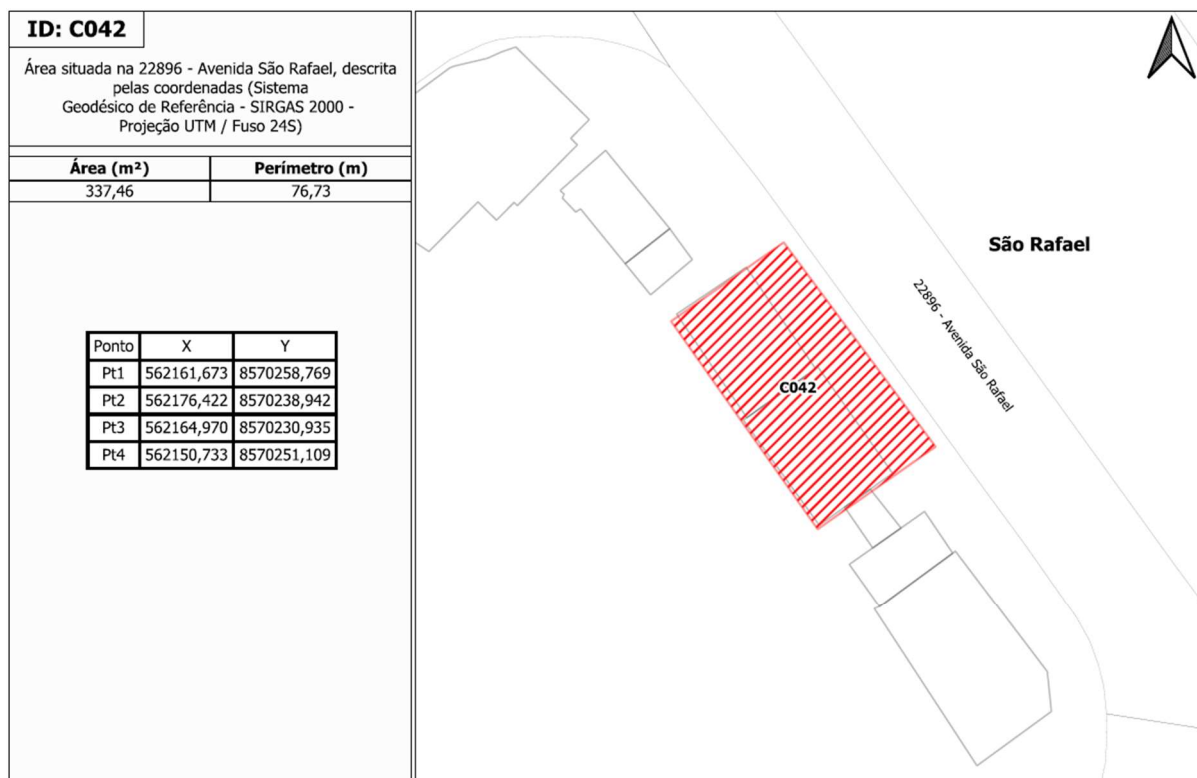 ID: C042
Área situada na 22896 - Avenida São Rafael, descrita
pelas coordenadas (Sistema
Geodésico de Referência - SIRGAS 2000 -
Projeção UTM / Fuso 24S)
Área (m²) Perímetro (m)
337,46 76,73
Ponto X Y
Pt1 562161,673 8570258,769
Pt2 562176,422 8570238,942
Pt3 562164,970 8570230,935
Pt4 562150,733 8570251,109
São Rafael
22896 - Avenida São Rafael
C042